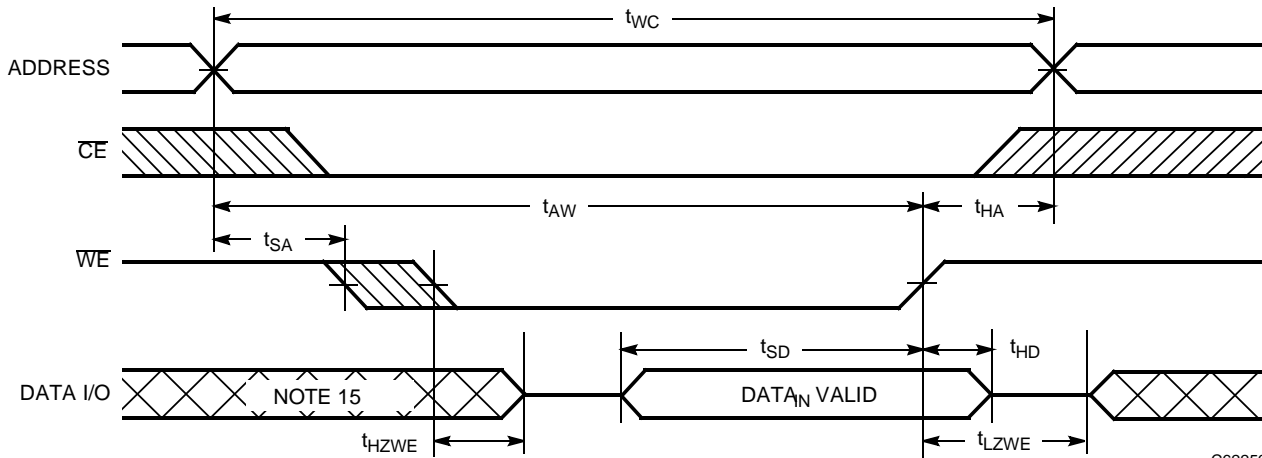 tWC
ADDRESS
CE
tAW
tHA
tSA
WE
tSD
tHD
DATA I/O
NOTE 15
DATAIN VALID
tHZWE
tLZWE